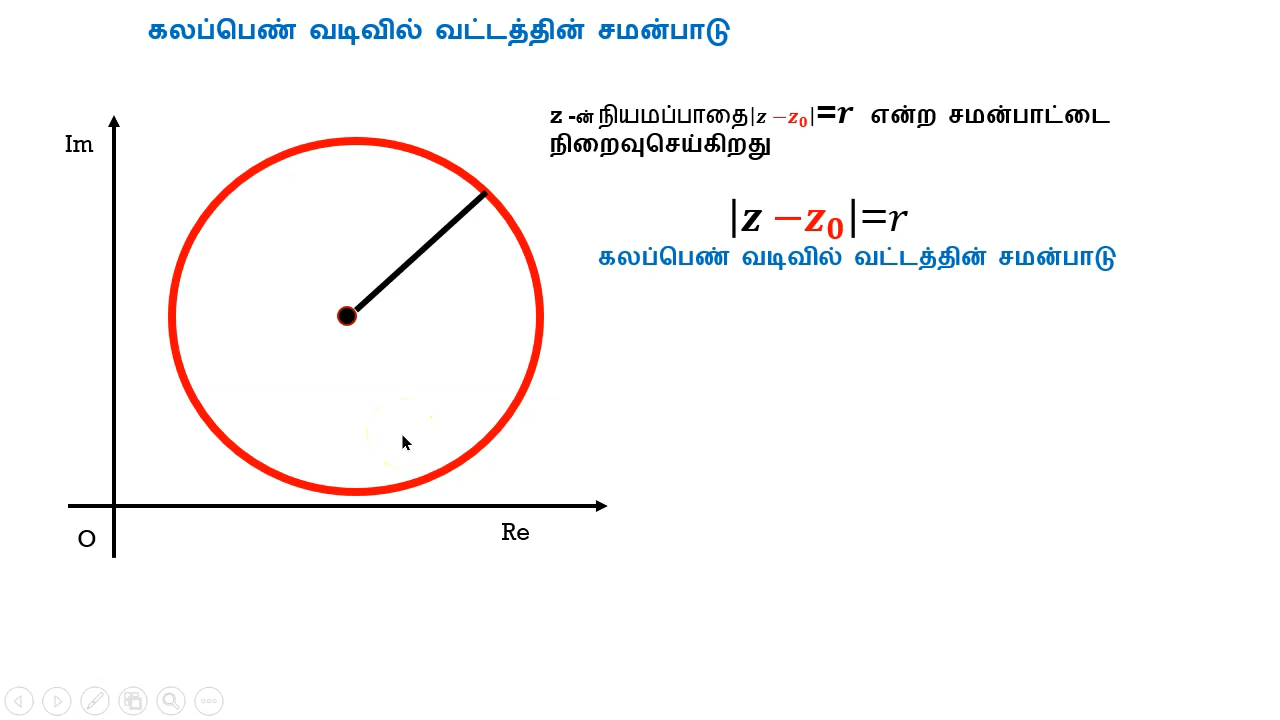 கலப்பெண் வடிவில் வட்டத்தின் சமன்பாடு
z -ன் நியமப்பாதை|z −z₀|=r என்ற சமன்பாட்டை
நிறைவுசெய்கிறது
Im
|z −z₀|=r
கலப்பெண் வடிவில் வட்டத்தின் சமன்பாடு
Re
O